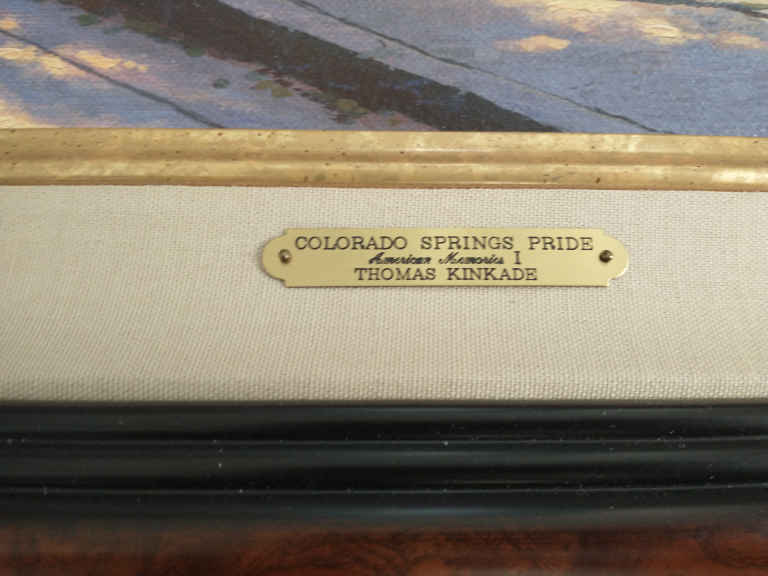 COLORADO SPRINGS PRIDE
American Memories I
THOMAS KINKADE